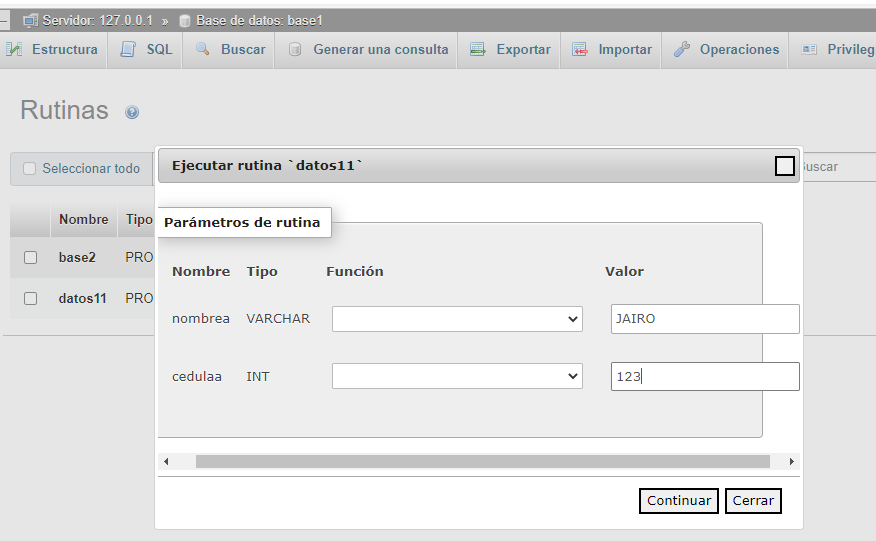 Servidor: 127.0.0.1 » Base de datos: base1
Estructura SQL Buscar Generar una consulta Exportar Importar Operaciones Privileg
Rutinas
Seleccionar todo
Ejecutar rutina `datos11`
Buscar
Nombre Tipo
Parámetros de rutina
base2 PRO
Nombre Tipo Función Valor
datos11 PRO
nombrea VARCHAR JAIRO
cedulaa INT 123
Continuar Cerrar